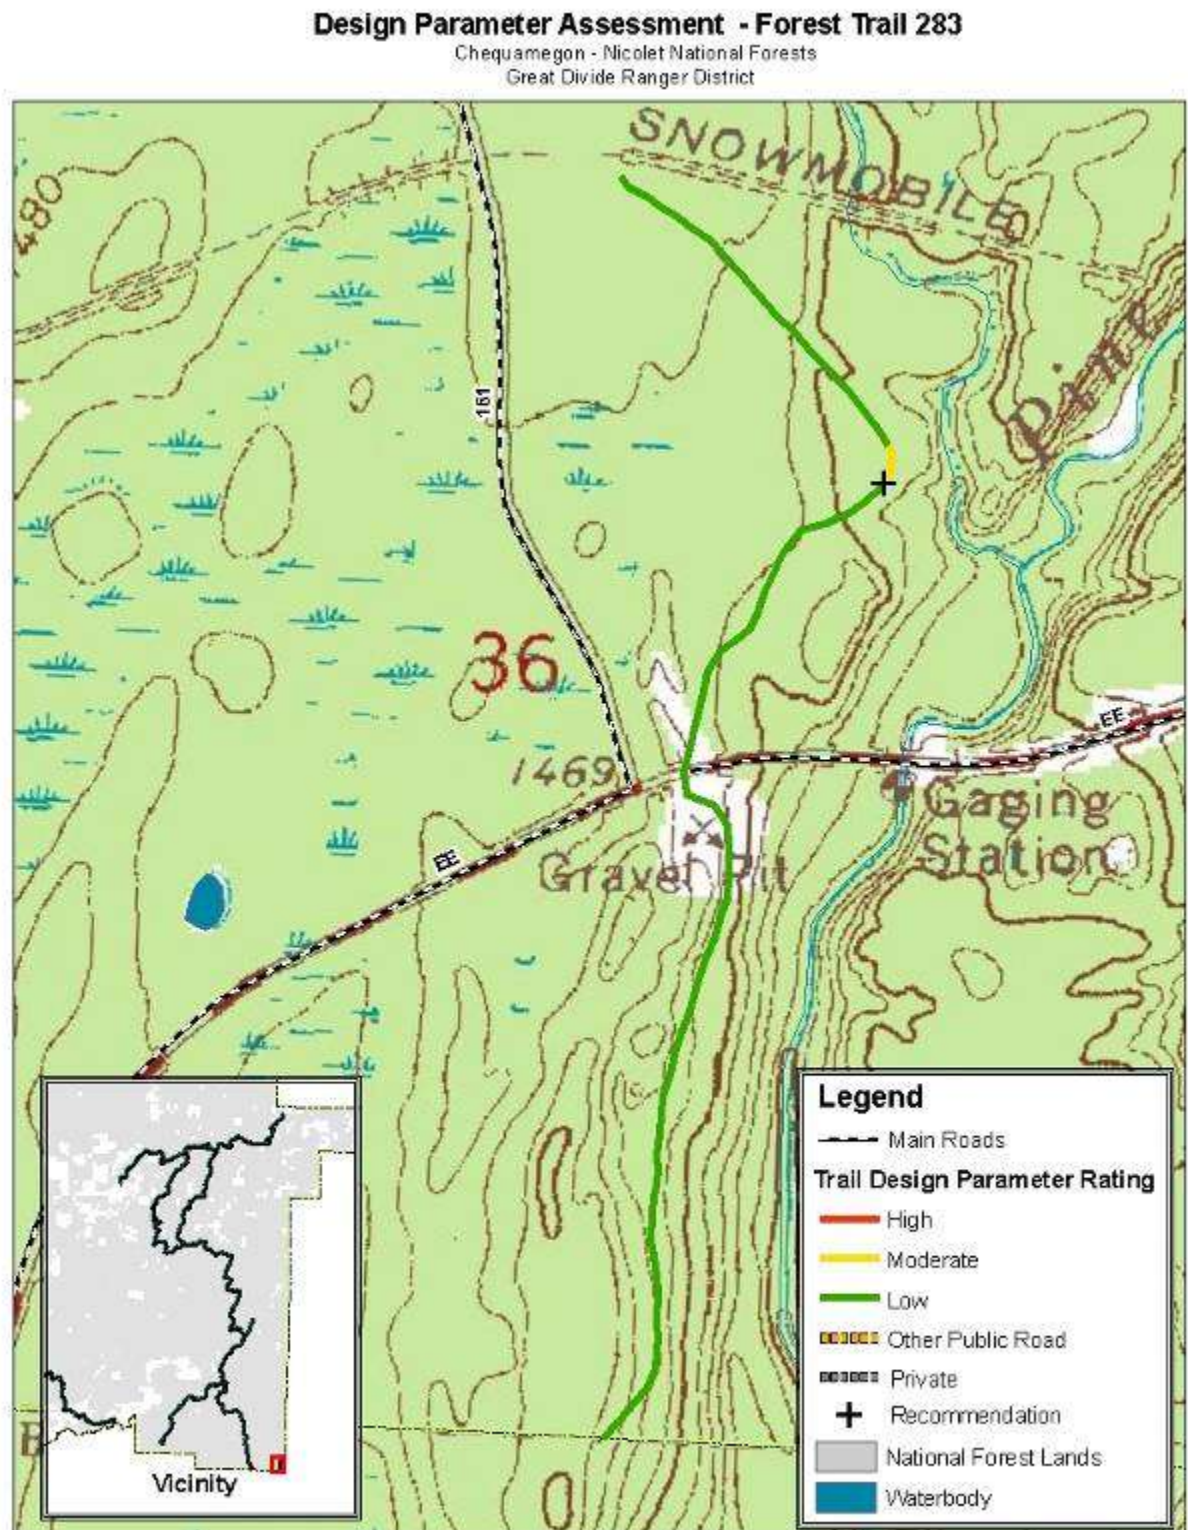 Design Parameter Assessment - Forest Trail 283
Chequamegon - Nicolet National Forests
Great Divide Ranger District
SNOWMOBILE
480
161
36
1469
EE
EE
Gaging
Station
Gravel Pit
Vicinity
Legend
Main Roads
Trail Design Parameter Rating
High
Moderate
Low
Other Public Road
Private
Recommendation
National Forest Lands
Waterbody